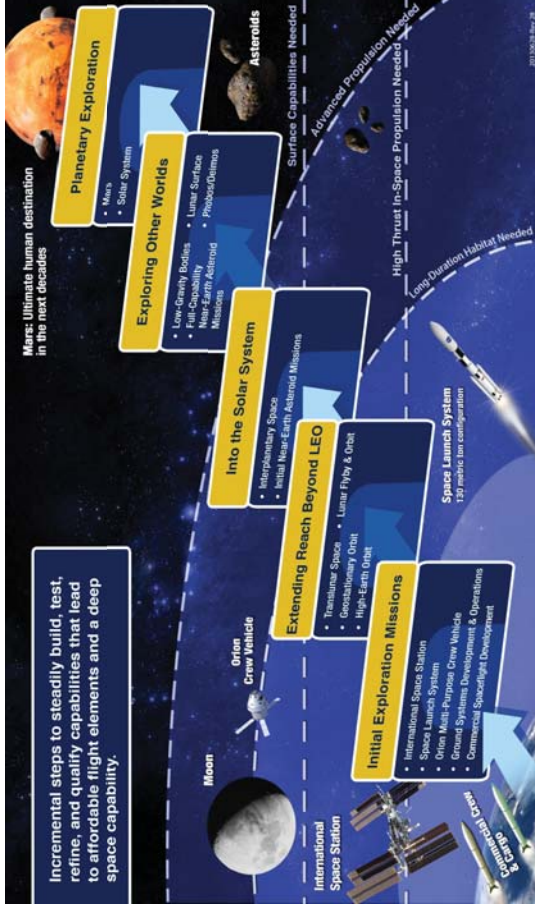 Incremental steps to steadily build, test,
refine, and qualify capabilities that lead
to affordable flight elements and a deep
space capability.
Mars: Ultimate human destination
in the next decades
Planetary Exploration
• Mars
• Solar System
Asteroids
Exploring Other Worlds
• Low-Gravity Bodies
• Full-Capability
Near-Earth Asteroid
Missions
• Lunar Surface
• Phobos/Deimos
Into the Solar System
• Interplanetary Space
• Initial Near-Earth Asteroid Missions
Extending Reach Beyond LEO
• Translunar Space
• Geostationary Orbit
• High-Earth Orbit
• Lunar Flyby & Orbit
Initial Exploration Missions
• International Space Station
• Space Launch System
• Orion Multi-Purpose Crew Vehicle
• Ground Systems Development & Operations
• Commercial Spaceflight Development
Moon
Orion
Crew Vehicle
International
Space Station
Commercial Crew
& Cargo
Space Launch System
130 metric ton configuration
Surface Capabilities Needed
Advanced Propulsion Needed
High Thrust In-Space Propulsion Needed
Long-Duration Habitat Needed